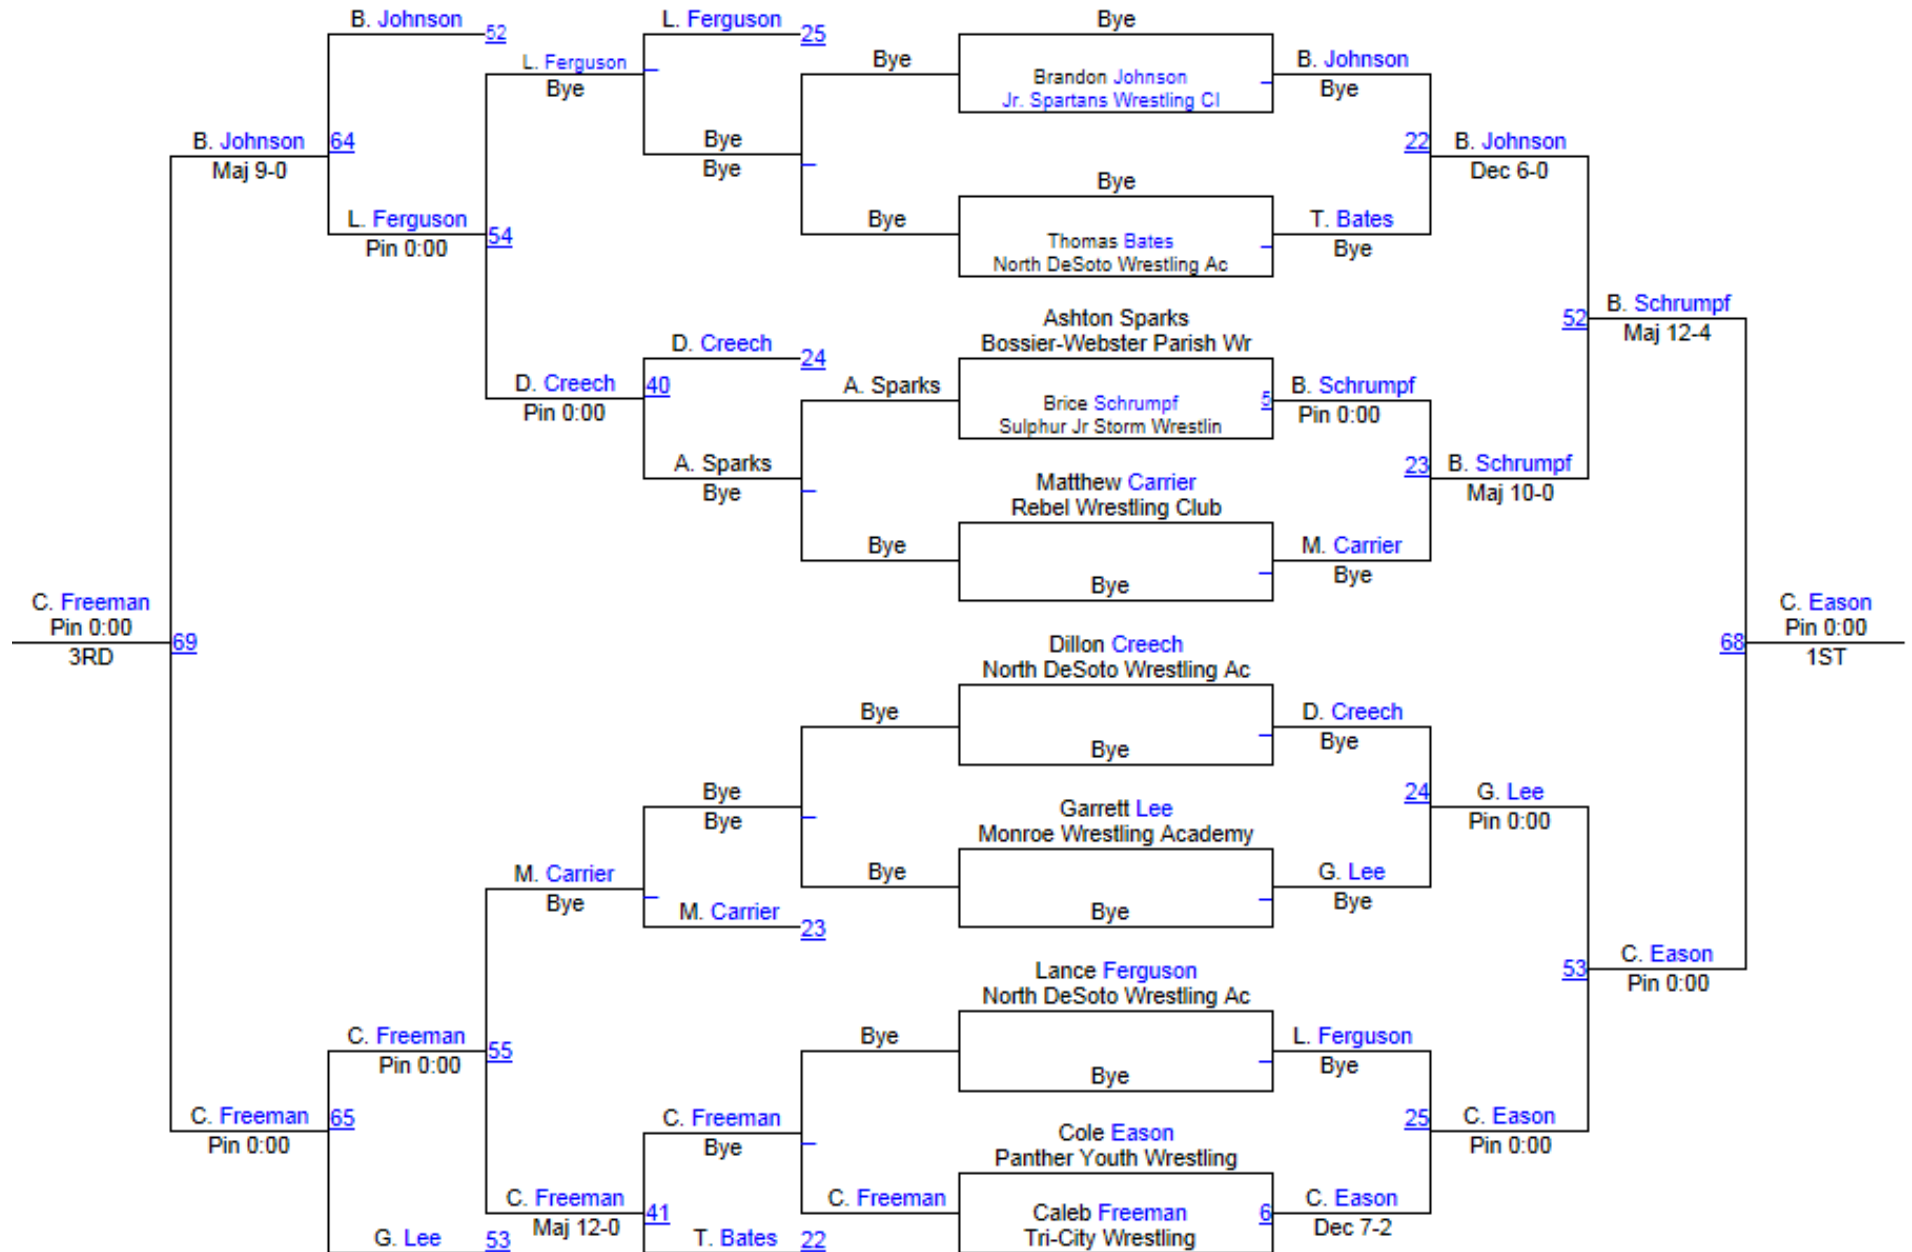 B. Johnson
52
L. Ferguson
25
Bye
L. Ferguson
Bye
Bye
Brandon Johnson
Jr. Spartans Wrestling Cl
B. Johnson
Bye
B. Johnson
Maj 9-0
64
Bye
Bye
22
B. Johnson
Dec 6-0
Bye
L. Ferguson
Pin 0:00
54
Bye
Thomas Bates
North DeSoto Wrestling Ac
T. Bates
Bye
Ashton Sparks
Bossier-Webster Parish Wr
52
B. Schrumpf
Maj 12-4
D. Creech
24
D. Creech
Pin 0:00
40
A. Sparks
Brice Schrumpf
Sulphur Jr Storm Wrestlin
5
B. Schrumpf
Pin 0:00
A. Sparks
Bye
Matthew Carrier
Rebel Wrestling Club
23
B. Schrumpf
Maj 10-0
Bye
Bye
M. Carrier
Bye
C. Freeman
Pin 0:00
3RD
69
Dillon Creech
North DeSoto Wrestling Ac
68
C. Eason
Pin 0:00
1ST
Bye
Bye
D. Creech
Bye
Bye
Bye
Garrett Lee
Monroe Wrestling Academy
24
G. Lee
Pin 0:00
M. Carrier
Bye
Bye
Bye
G. Lee
Bye
M. Carrier
23
Lance Ferguson
North DeSoto Wrestling Ac
53
C. Eason
Pin 0:00
C. Freeman
Pin 0:00
55
Bye
Bye
L. Ferguson
Bye
C. Freeman
Pin 0:00
65
C. Freeman
Bye
Cole Eason
Panther Youth Wrestling
25
C. Eason
Pin 0:00
C. Freeman
Maj 12-0
41
C. Freeman
Caleb Freeman
Tri-City Wrestling
6
C. Eason
Dec 7-2
G. Lee
53
T. Bates
22